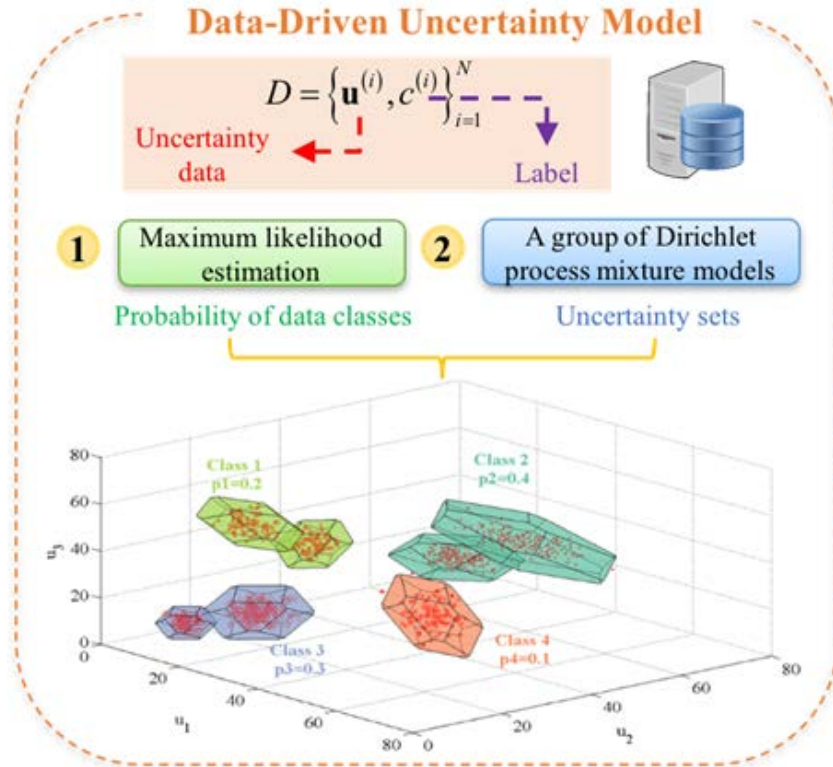 Data-Driven Uncertainty Model
D = {u^(i), c^(i)}_{i=1}^N
Uncertainty
data
Label
1
Maximum likelihood
estimation
2
A group of Dirichlet
process mixture models
Probability of data classes
Uncertainty sets
80
60
40
20
0
u3
Class 1
p1=0.2
Class 2
p2=0.4
Class 3
p3=0.3
Class 4
p4=0.1
0
20
40
60
80
u1
0
20
40
60
80
u2